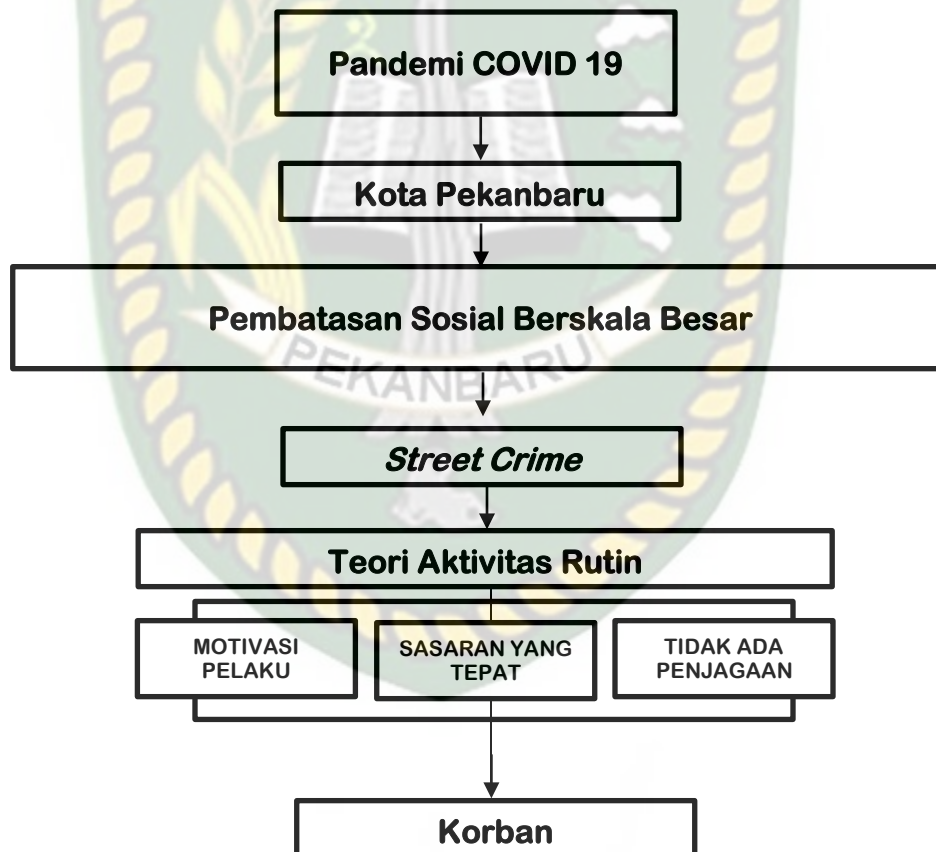 Pandemi COVID 19
Kota Pekanbaru
Pembatasan Sosial Berskala Besar
PEKANBARU
Street Crime
Teori Aktivitas Rutin
MOTIVASI
PELAKU
SASARAN YANG
TEPAT
TIDAK ADA
PENJAGAAN
Korban